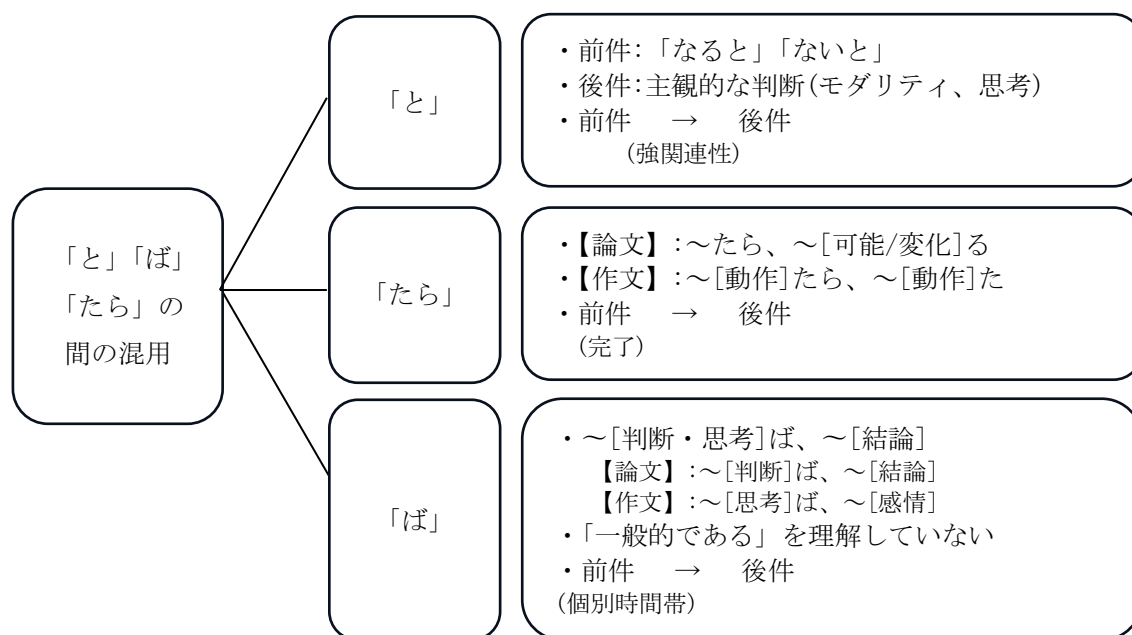 「と」「ば」
「たら」の
間の混用
「と」
・前件:「なると」「ないと」
・後件:主観的な判断(モダリティ、思考)
・前件 → 後件
(強関連性)
「たら」
・【論文】:～たら、～[可能/変化]る
・【作文】:～[動作]たら、～[動作]た
・前件 → 後件
(完了)
「ば」
・～[判断・思考]ば、～[結論]
【論文】:～[判断]ば、～[結論]
【作文】:～[思考]ば、～[感情]
・「一般的である」を理解していない
・前件 → 後件
(個別時間帯)